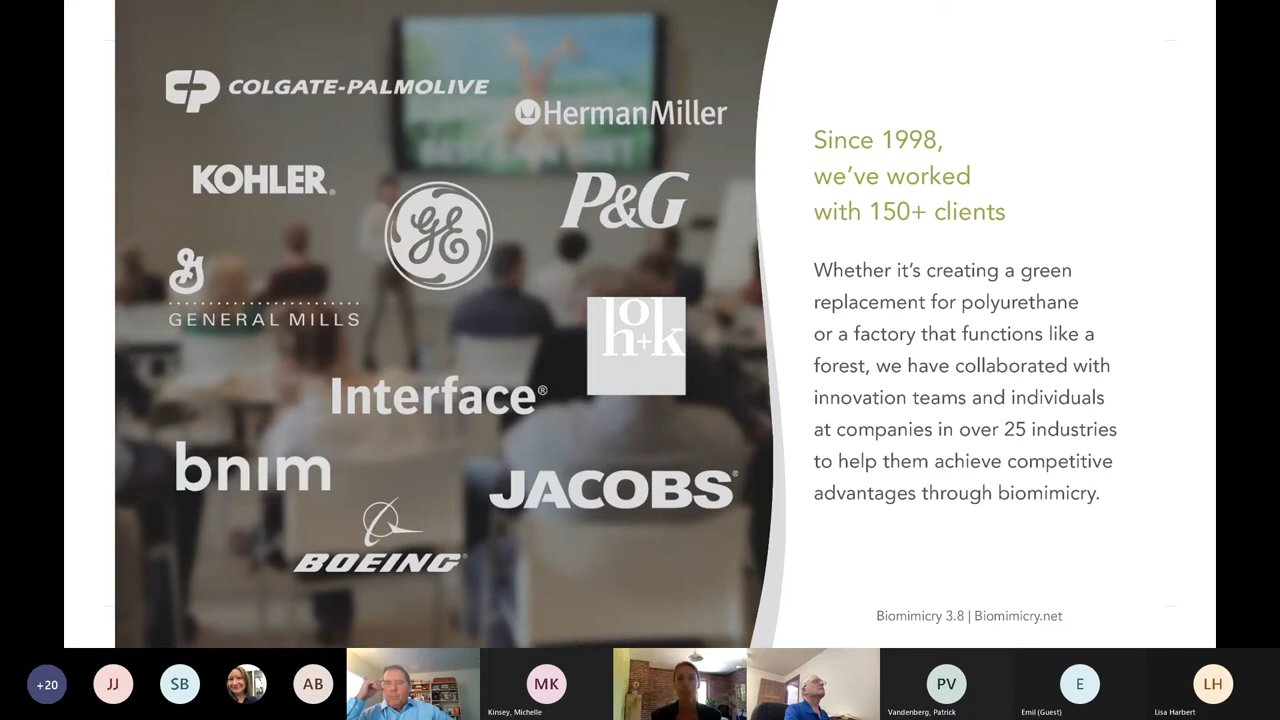 COLGATE-PALMOLIVE
HermanMiller
KOHLER.
GE
P&G
G
GENERAL MILLS
hok
h+k
Interface®
bnim
JACOBS®
BOEING®
Since 1998,
we've worked
with 150+ clients
Whether it's creating a green
replacement for polyurethane
or a factory that functions like a
forest, we have collaborated with
innovation teams and individuals
at companies in over 25 industries
to help them achieve competitive
advantages through biomimicry.
Biomimicry 3.8 | Biomimicry.net
+20
JJ
SB
AB
MK
Kinsey, Michelle
PV
Vandenberg, Patrick
E
Emil (Guest)
LH
Lisa Harbert